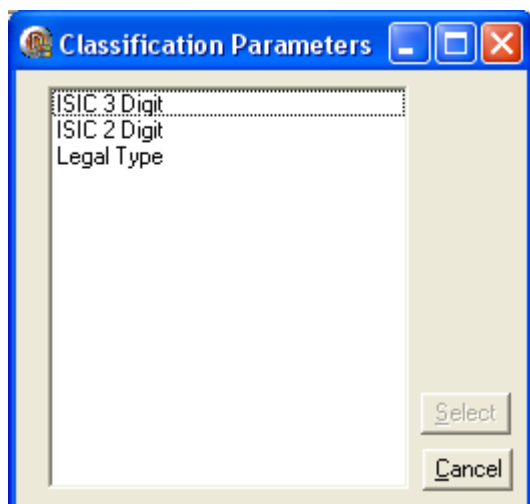 Classification Parameters
ISIC 3 Digit
ISIC 2 Digit
Legal Type
Select
Cancel